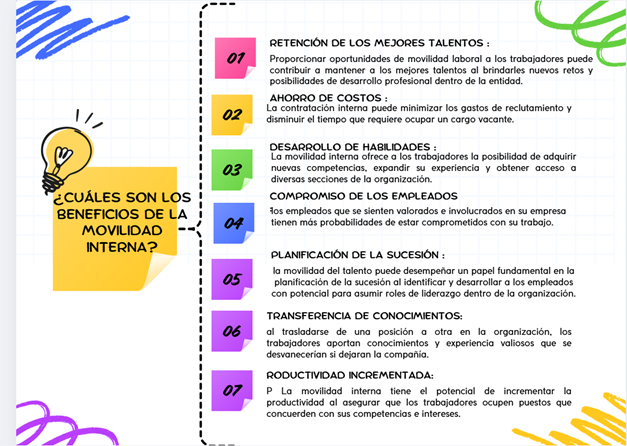 ¿CUÁLES SON LOS
BENEFICIOS DE LA
MOVILIDAD
INTERNA?
01
RETENCIÓN DE LOS MEJORES TALENTOS :
Proporcionar oportunidades de movilidad laboral a los trabajadores puede
contribuir a mantener a los mejores talentos al brindarles nuevos retos y
posibilidades de desarrollo profesional dentro de la entidad.
02
AHORRO DE COSTOS :
La contratación interna puede minimizar los gastos de reclutamiento y
disminuir el tiempo que requiere ocupar un cargo vacante.
03
DESARROLLO DE HABILIDADES :
La movilidad interna ofrece a los trabajadores la posibilidad de adquirir
nuevas competencias, expandir su experiencia y obtener acceso a
diversas secciones de la organización.
04
COMPROMISO DE LOS EMPLEADOS
los empleados que se sienten valorados e involucrados en su empresa
tienen más probabilidades de estar comprometidos con su trabajo.
05
PLANIFICACIÓN DE LA SUCESIÓN :
la movilidad del talento puede desempeñar un papel fundamental en la
planificación de la sucesión al identificar y desarrollar a los empleados
con potencial para asumir roles de liderazgo dentro de la organización.
06
TRANSFERENCIA DE CONOCIMIENTOS:
al trasladarse de una posición a otra en la organización, los
trabajadores aportan conocimientos y experiencia valiosos que se
desvanecerían si dejaran la compañía.
07
RODUCTIVIDAD INCREMENTADA:
P La movilidad interna tiene el potencial de incrementar la
productividad al asegurar que los trabajadores ocupen puestos que
concuerden con sus competencias e intereses.